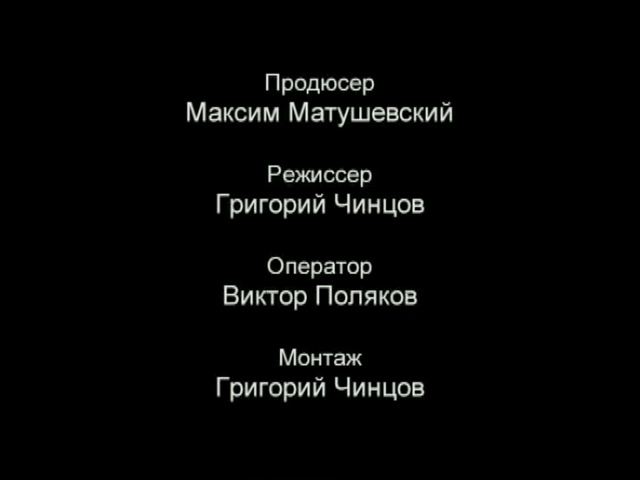 Продюсер
Максим Матушевский
Режиссер
Григорий Чинцов
Оператор
Виктор Поляков
Монтаж
Григорий Чинцов